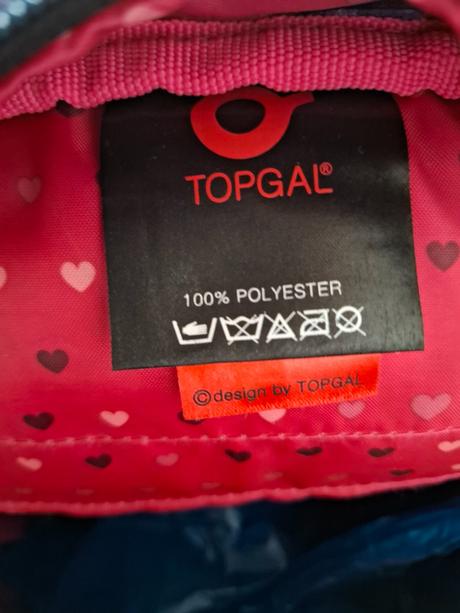 TOPGAL®
100% POLYESTER
©design by TOPGAL